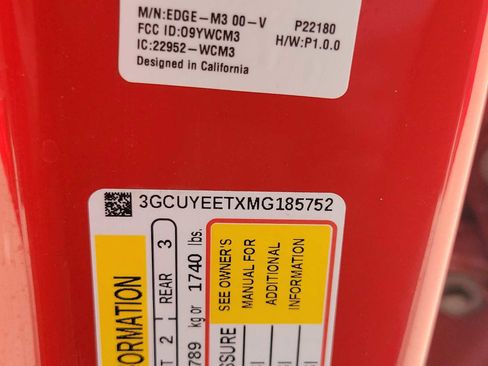 M/N:EDGE-M3 00-V
P22180
FCC ID:O9YWCM3
H/W:P1.0.0
IC:22952-WCM3
Designed in California
3GCUYEETXMG185752
ORMATION
T 2 REAR 3
789 kg or 1740 lbs.
SSURE
SEE OWNER'S
MANUAL FOR
ADDITIONAL
INFORMATION